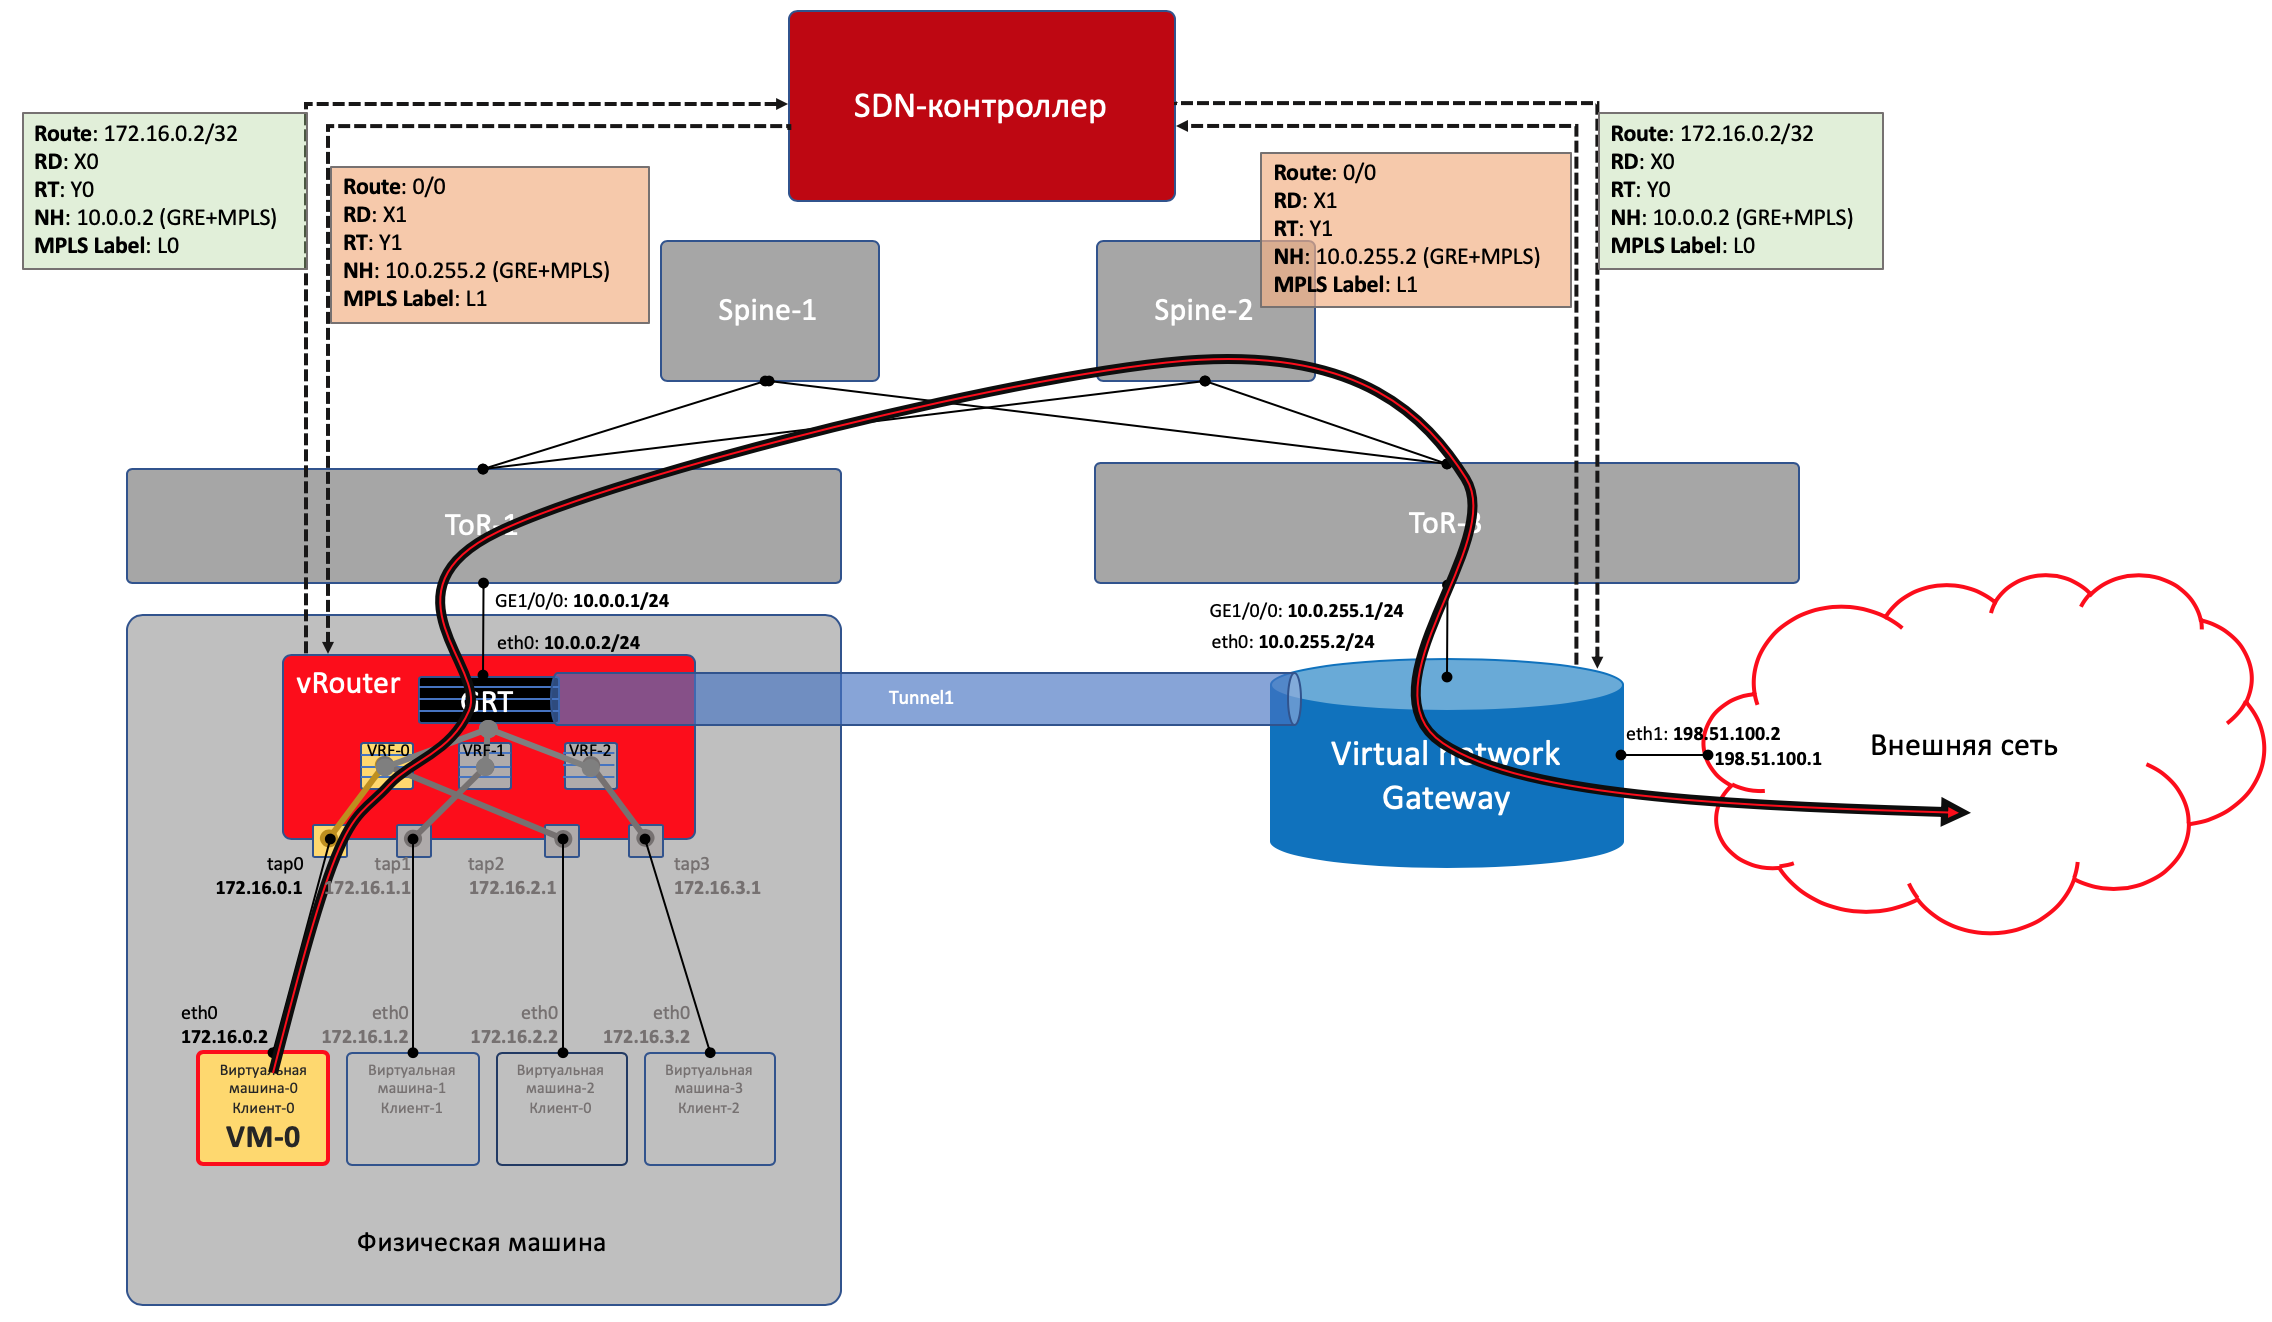 SDN-контроллер
Route: 172.16.0.2/32
RD: X0
RT: Y0
NH: 10.0.0.2 (GRE+MPLS)
MPLS Label: L0
Route: 0/0
RD: X1
RT: Y1
NH: 10.0.255.2 (GRE+MPLS)
MPLS Label: L1
Route: 0/0
RD: X1
RT: Y1
NH: 10.0.255.2 (GRE+MPLS)
MPLS Label: L1
Route: 172.16.0.2/32
RD: X0
RT: Y0
NH: 10.0.0.2 (GRE+MPLS)
MPLS Label: L0
Spine-1
Spine-2
ToR-1
ToR-3
GE1/0/0: 10.0.0.1/24
eth0: 10.0.0.2/24
GE1/0/0: 10.0.255.1/24
eth0: 10.0.255.2/24
vRouter
GRT
Tunnel1
VRF-0
VRF-1
VRF-2
Virtual network
Gateway
eth1: 198.51.100.2
198.51.100.1
Внешняя сеть
tap0
172.16.0.1
tap1
172.16.1.1
tap2
172.16.2.1
tap3
172.16.3.1
eth0
172.16.0.2
eth0
172.16.1.2
eth0
172.16.2.2
eth0
172.16.3.2
Виртуальная
машина-0
Клиент-0
VM-0
Виртуальная
машина-1
Клиент-1
Виртуальная
машина-2
Клиент-0
Виртуальная
машина-3
Клиент-2
Физическая машина